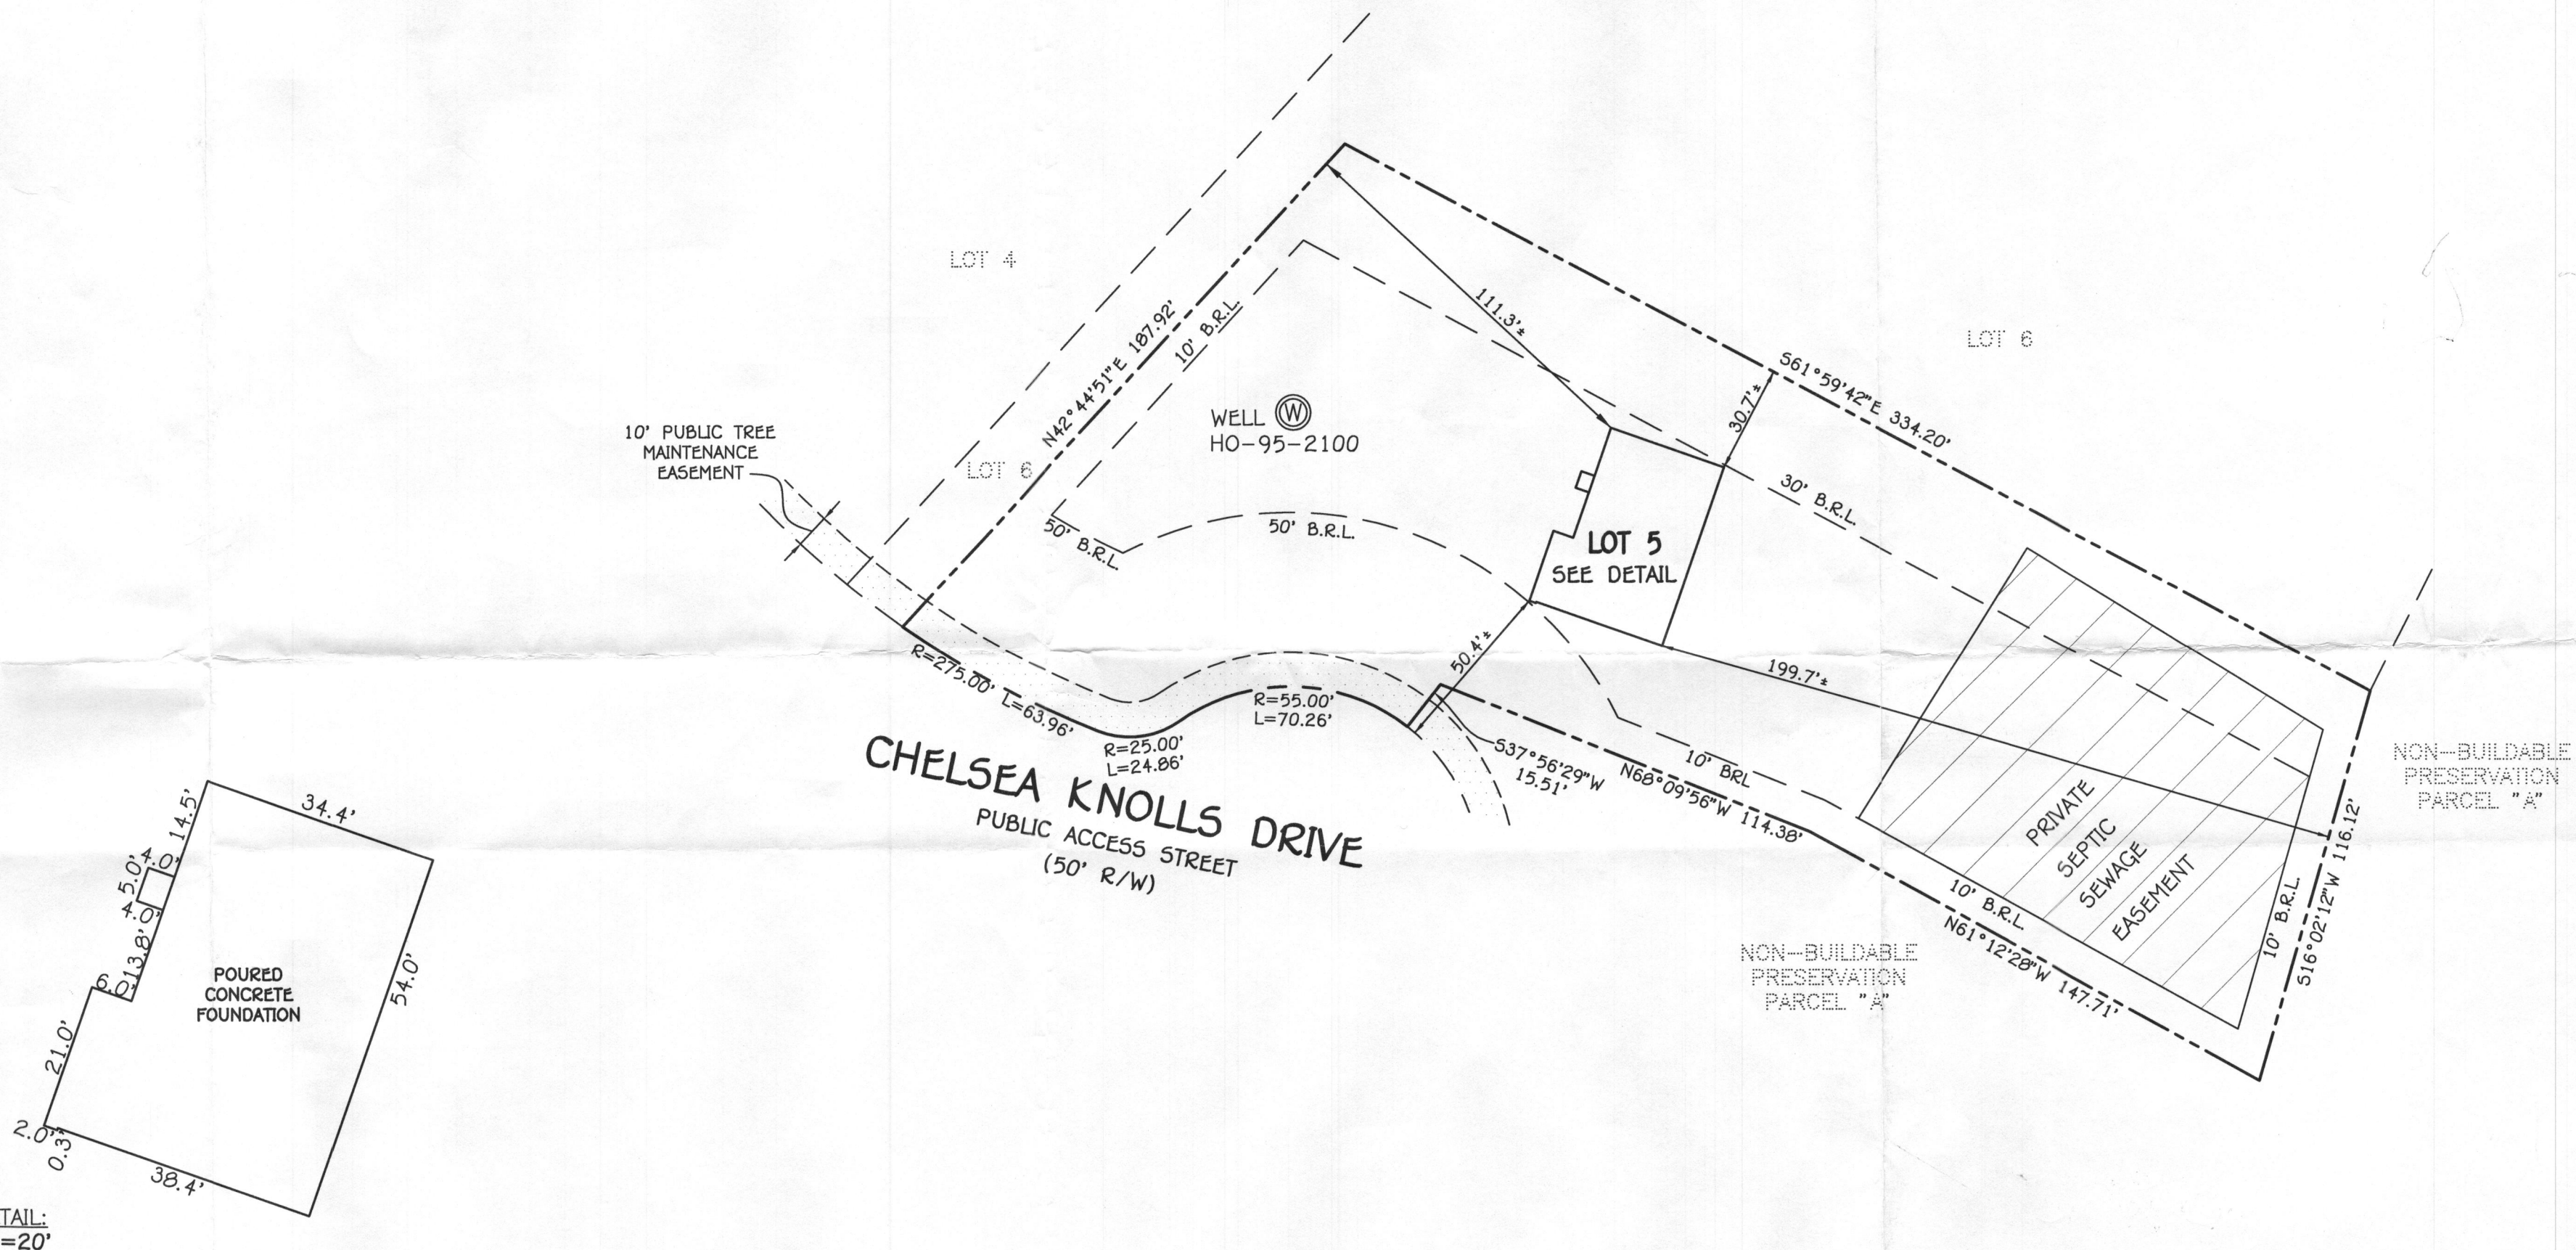 LOT 4
LOT 6
N42°44'51"E 187.92'
10' B.R.L.
111.3'±
WELL W
HO-95-2100
10' PUBLIC TREE
MAINTENANCE
EASEMENT
LOT 6
S61°59'42"E 334.20'
30.7'±
30' B.R.L.
50' B.R.L.
50' B.R.L.
LOT 5
SEE DETAIL
50.4'±
199.7'±
R=275.00' L=63.96'
R=25.00'
L=24.86'
R=55.00'
L=70.26'
S37°56'29"W
15.51'
10' BRL
N68°09'56"W 114.38'
CHELSEA KNOLLS DRIVE
PUBLIC ACCESS STREET
(50' R/W)
NON-BUILDABLE
PRESERVATION
PARCEL "A"
PRIVATE
SEPTIC
SEWAGE
EASEMENT
10' B.R.L.
N61°12'28"W 147.71'
10' B.R.L.
S16°02'12"W 116.12'
NON-BUILDABLE
PRESERVATION
PARCEL "A"
34.4'
14.5'
4.0'
5.0'
4.0'
13.8'
6.0'
21.0'
2.0'
0.3'
38.4'
54.0'
POURED
CONCRETE
FOUNDATION
TAIL:
=20'